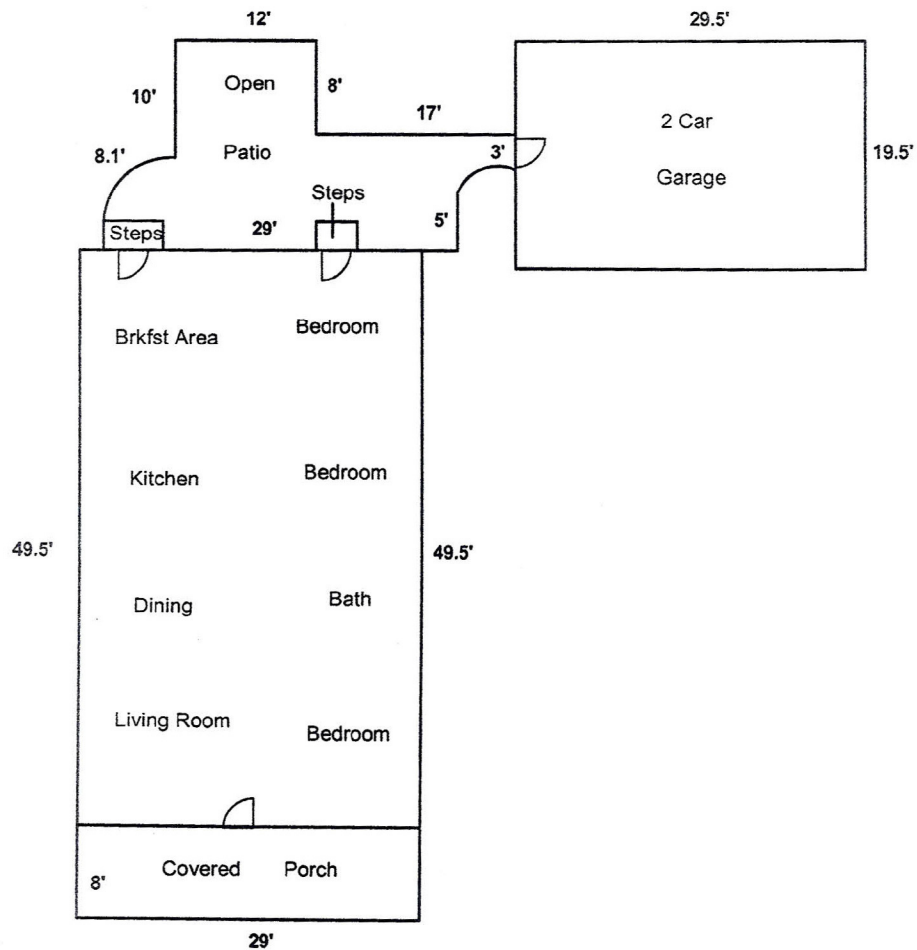 12'
29.5'
10'
Open
8'
17'
2 Car
8.1'
Patio
3'
19.5'
Garage
Steps
5'
Steps
29'
Brkfst Area
Bedroom
Kitchen
Bedroom
49.5'
49.5'
Dining
Bath
Living Room
Bedroom
8'
Covered Porch
29'